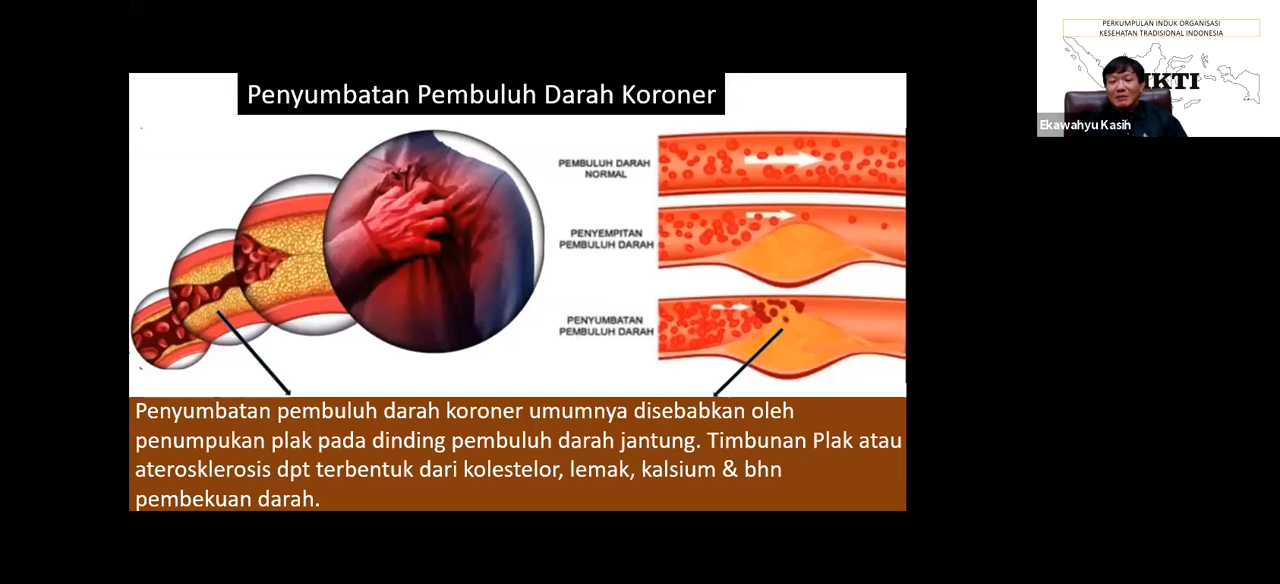 PERKUMPULAN INDUK ORGANISASI
KESEHATAN TRADISIONAL INDONESIA
IKTI
Ekawahyu Kasih
Penyumbatan Pembuluh Darah Koroner
PEMBULUH DARAH
NORMAL
PENYEMPITAN
PEMBULUH DARAH
PENYUMBATAN
PEMBULUH DARAH
Penyumbatan pembuluh darah koroner umumnya disebabkan oleh
penumpukan plak pada dinding pembuluh darah jantung. Timbunan Plak atau
aterosklerosis dpt terbentuk dari kolestelor, lemak, kalsium & bhn
pembekuan darah.